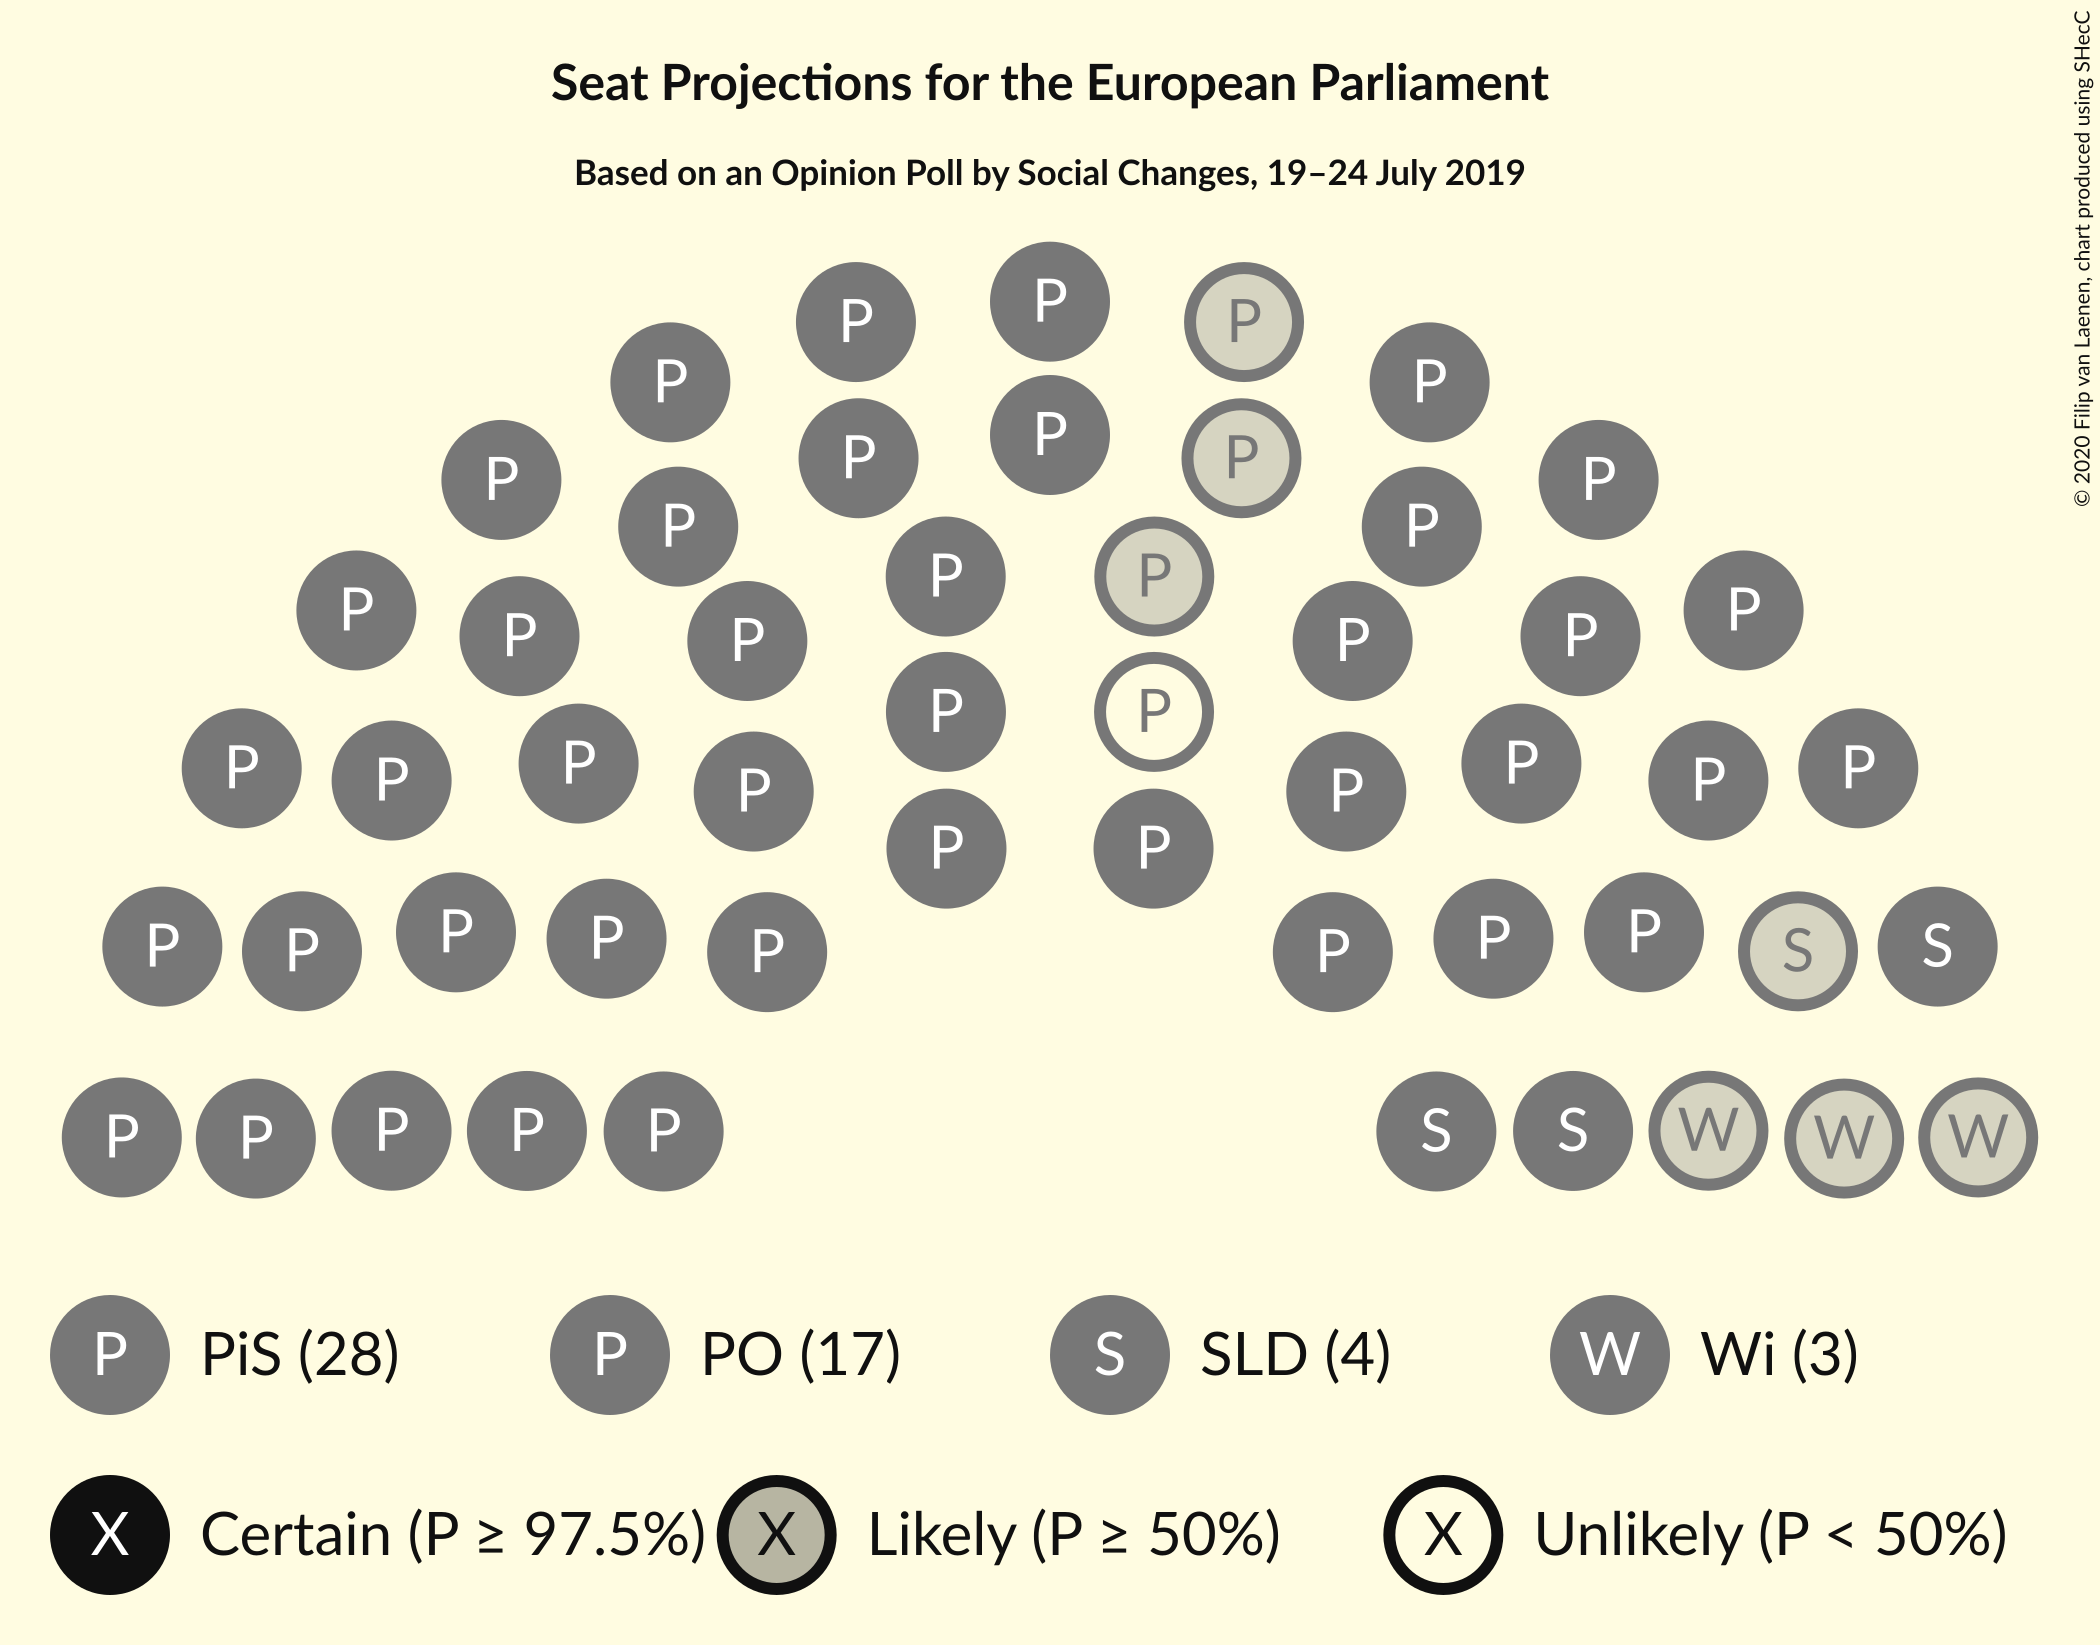 Seat Projections for the European Parliament
Based on an Opinion Poll by Social Changes, 19–24 July 2019
© 2020 Filip van Laenen, chart produced using SHecC
P
P P
P P
P P P
P P
P P
P P
P P P P
P P
P P
P P
P P P P
P P
P P P P
P P
P P P P S
P P S
P P
P P P P P S S W W W
P PiS (28) P PO (17) S SLD (4) W Wi (3)
X Certain (P ≥ 97.5%) X Likely (P ≥ 50%) X Unlikely (P < 50%)